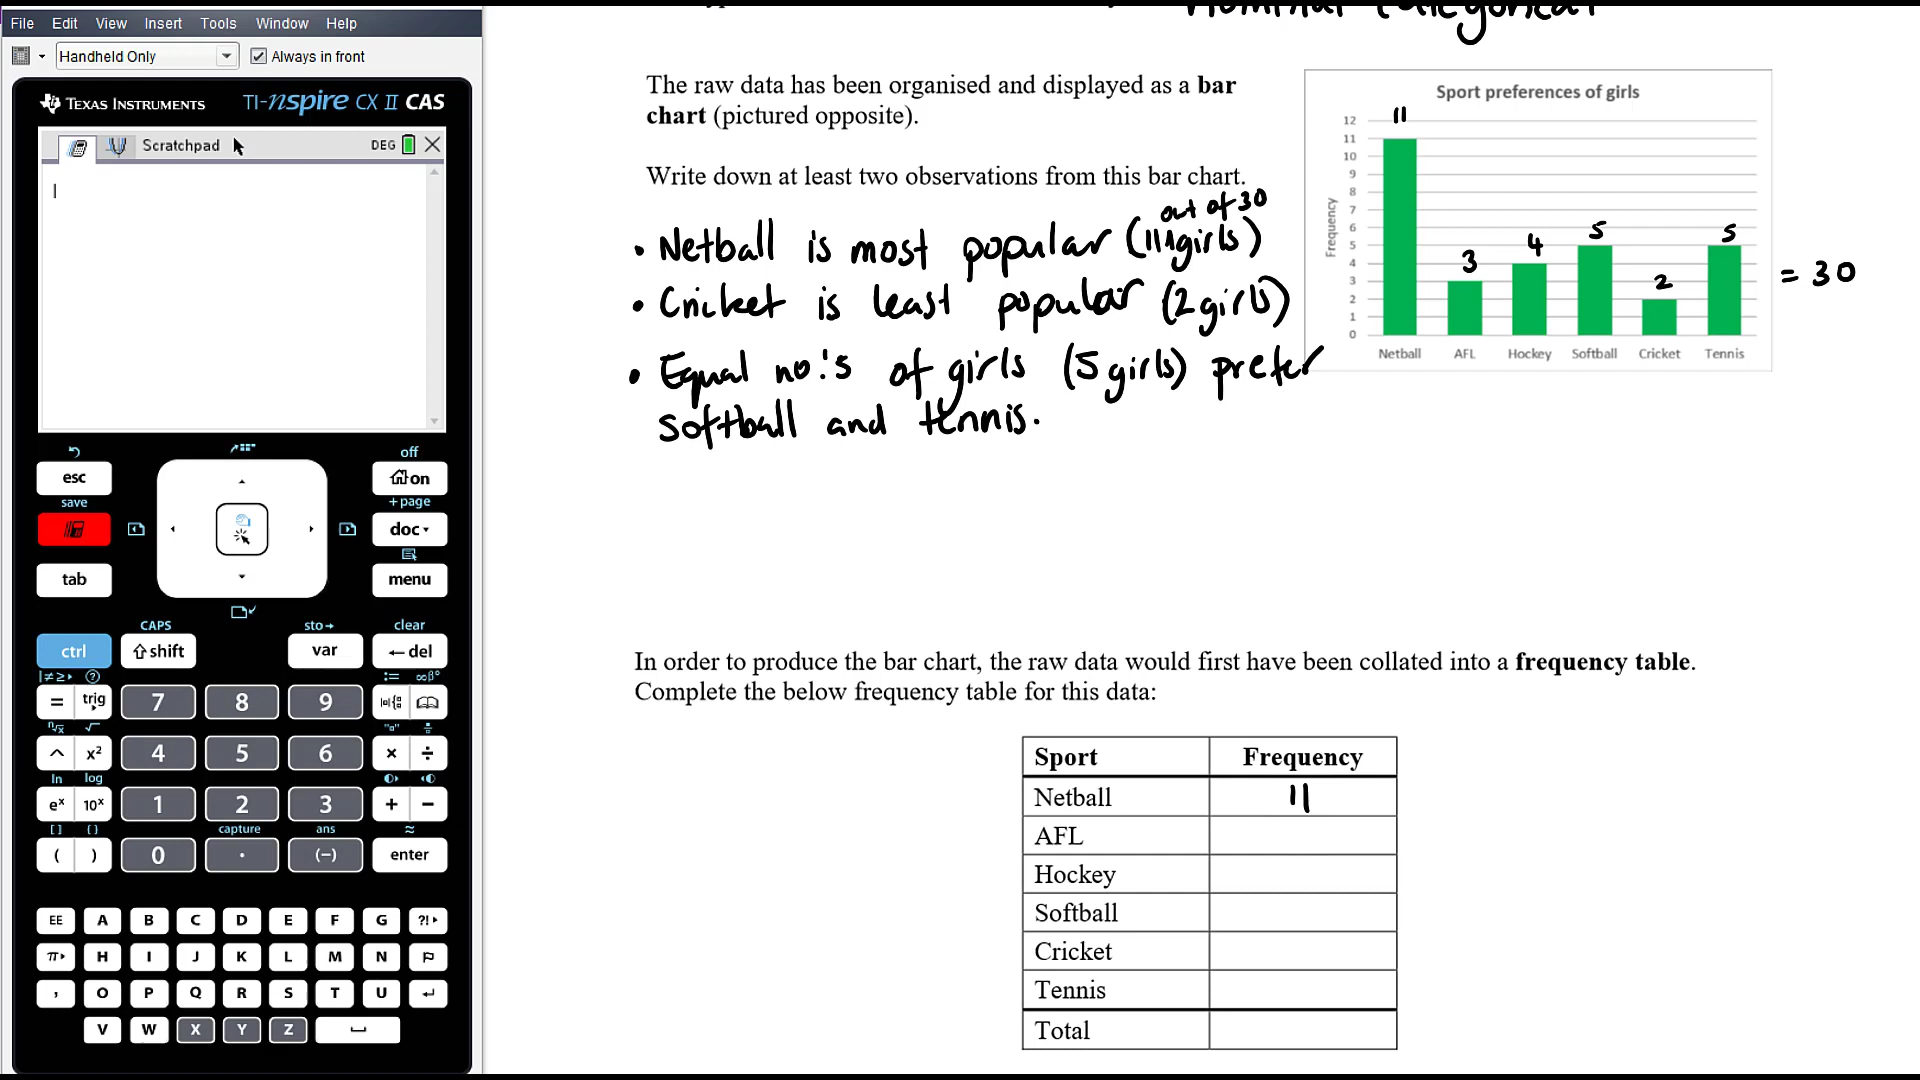 File Edit View Insert Tools Window Help
Handheld Only Always in front
TEXAS INSTRUMENTS TI-nspire CX II CAS
Scratchpad DEG
off
esc on
save +page
doc
tab menu
CAPS sto→ clear
ctrl ⇧shift var ←del
|≠≥▸ ? := ∞β°
= trig 7 8 9
ⁿ√x √ "□"
^ x² 4 5 6 × ÷
ln log
eˣ 10ˣ 1 2 3 + −
[] {} capture ans ≈
( ) 0 . (−) enter
EE A B C D E F G ?!▸
π▸ H I J K L M N
, O P Q R S T U ↵
V W X Y Z
Nominal Categorical
The raw data has been organised and displayed as a bar
chart (pictured opposite).
Write down at least two observations from this bar chart.
out of 30
• Netball is most popular (11 girls)
• Cricket is least popular (2 girls)
• Equal no:'s of girls (5 girls) prefer
softball and tennis.
Sport preferences of girls
Frequency
12
11
10
9
8
7
6
5
4
3
2
1
0
11 3 4 5 2 5
= 30
Netball AFL Hockey Softball Cricket Tennis
In order to produce the bar chart, the raw data would first have been collated into a frequency table.
Complete the below frequency table for this data:
Sport Frequency
Netball 11
AFL
Hockey
Softball
Cricket
Tennis
Total